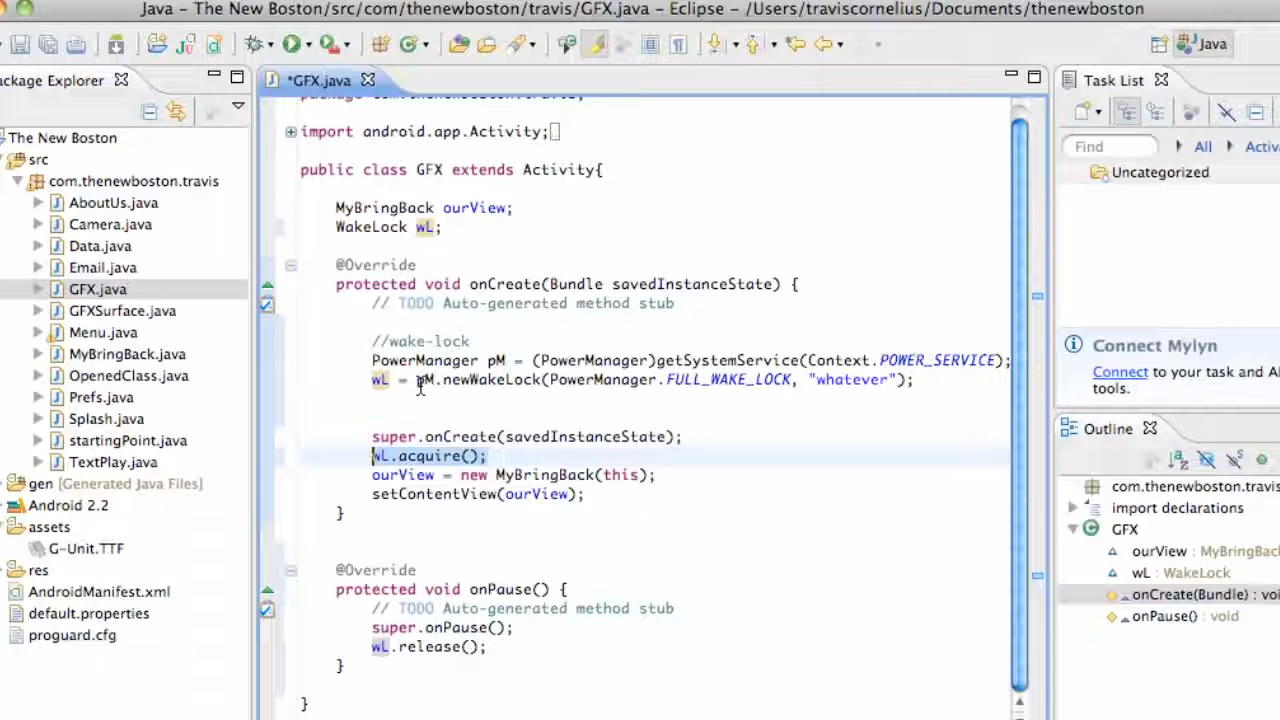 Java - The New Boston/src/com/thenewboston/travis/GFX.java - Eclipse - /Users/traviscornelius/Documents/thenewboston
Java
ackage Explorer
*GFX.java
Task List
The New Boston
src
com.thenewboston.travis
AboutUs.java
Camera.java
Data.java
Email.java
GFX.java
GFXSurface.java
Menu.java
MyBringBack.java
OpenedClass.java
Prefs.java
Splash.java
startingPoint.java
TextPlay.java
gen [Generated Java Files]
Android 2.2
assets
G-Unit.TTF
res
AndroidManifest.xml
default.properties
proguard.cfg
import android.app.Activity;
public class GFX extends Activity{
MyBringBack ourView;
WakeLock wL;
@Override
protected void onCreate(Bundle savedInstanceState) {
// TODO Auto-generated method stub
//wake-lock
PowerManager pM = (PowerManager)getSystemService(Context.POWER_SERVICE);
wL = pM.newWakeLock(PowerManager.FULL_WAKE_LOCK, "whatever");
super.onCreate(savedInstanceState);
wL.acquire();
ourView = new MyBringBack(this);
setContentView(ourView);
}
@Override
protected void onPause() {
// TODO Auto-generated method stub
super.onPause();
wL.release();
}
}
Find
All
Activ
Uncategorized
Connect Mylyn
Connect to your task and AL
tools.
Outline
com.thenewboston.travis
import declarations
GFX
ourView : MyBringBack
wL : WakeLock
onCreate(Bundle) : voi
onPause() : void